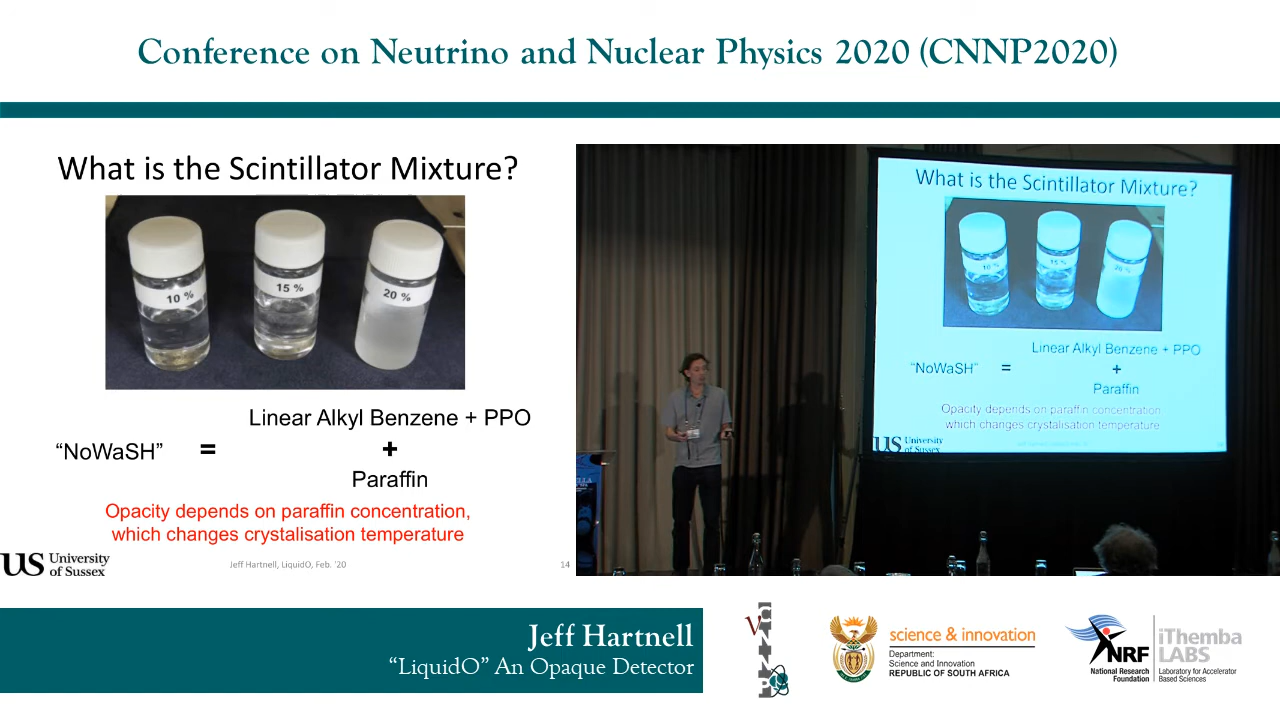 Conference on Neutrino and Nuclear Physics 2020 (CNNP2020)
What is the Scintillator Mixture?
10 %
15 %
20 %
Linear Alkyl Benzene + PPO
“NoWaSH” = +
Paraffin
Opacity depends on paraffin concentration,
which changes crystalisation temperature
US University
of Sussex
Jeff Hartnell, LiquidO, Feb. '20
14
What is the Scintillator Mixture?
10 %
15 %
20 %
Linear Alkyl Benzene + PPO
“NoWaSH” = +
Paraffin
Opacity depends on paraffin concentration,
which changes crystalisation temperature
US University
of Sussex
Jeff Hartnell
“LiquidO” An Opaque Detector
νCNNP
science & innovation
Department:
Science and Innovation
REPUBLIC OF SOUTH AFRICA
NRF
National Research
Foundation
iThemba
LABS
Laboratory for Accelerator
Based Sciences